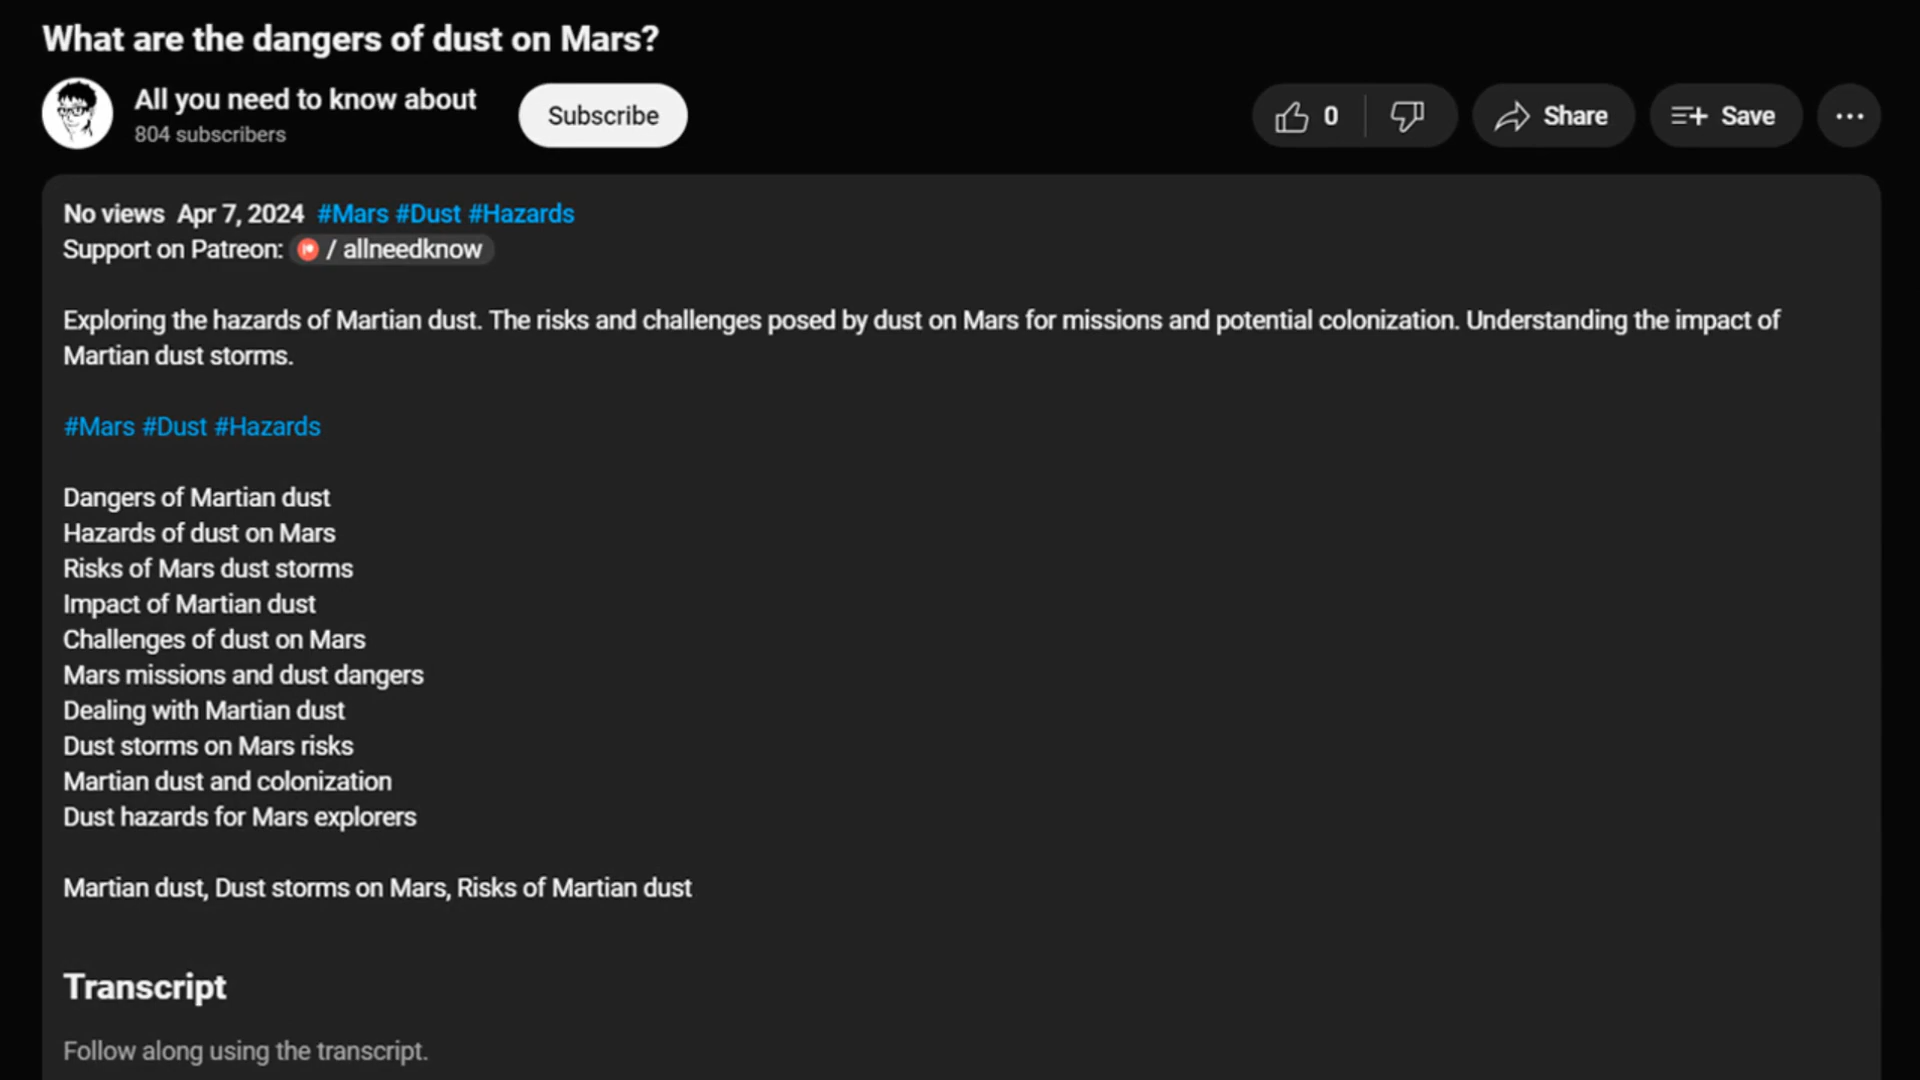 What are the dangers of dust on Mars?
All you need to know about
804 subscribers
Subscribe
0
Share
Save
No views Apr 7, 2024 #Mars #Dust #Hazards
Support on Patreon: / allneedknow
Exploring the hazards of Martian dust. The risks and challenges posed by dust on Mars for missions and potential colonization. Understanding the impact of
Martian dust storms.
#Mars #Dust #Hazards
Dangers of Martian dust
Hazards of dust on Mars
Risks of Mars dust storms
Impact of Martian dust
Challenges of dust on Mars
Mars missions and dust dangers
Dealing with Martian dust
Dust storms on Mars risks
Martian dust and colonization
Dust hazards for Mars explorers
Martian dust, Dust storms on Mars, Risks of Martian dust
Transcript
Follow along using the transcript.